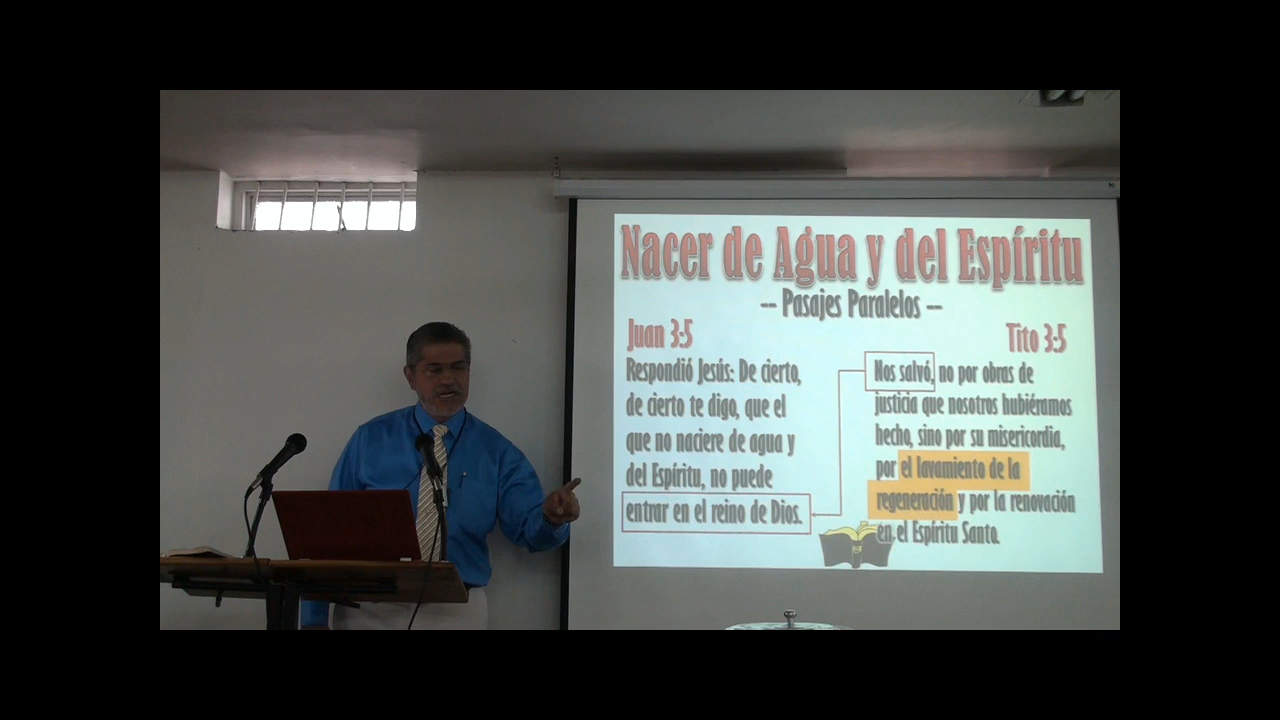 Nacer de Agua y del Espíritu
-- Pasajes Paralelos --
Juan 3:5
Respondió Jesús: De cierto,
de cierto te digo, que el
que no naciere de agua y
del Espíritu, no puede
entrar en el reino de Dios.
Tito 3:5
Nos salvó, no por obras de
justicia que nosotros hubiéramos
hecho, sino por su misericordia,
por el lavamiento de la
regeneración y por la renovación
en el Espíritu Santo.